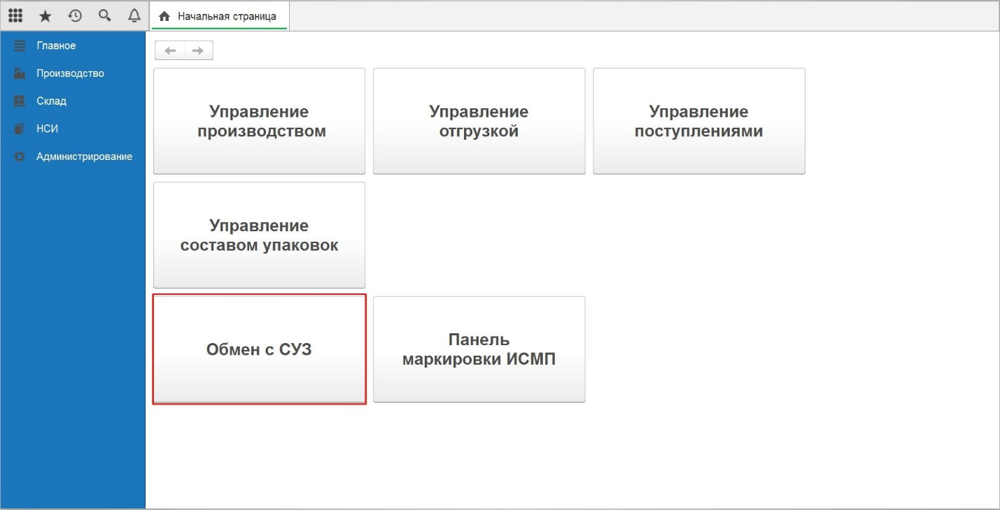 Начальная страница
Главное
Производство
Склад
НСИ
Администрирование
Управление
производством
Управление
отгрузкой
Управление
поступлениями
Управление
составом упаковок
Обмен с СУЗ
Панель
маркировки ИСМП